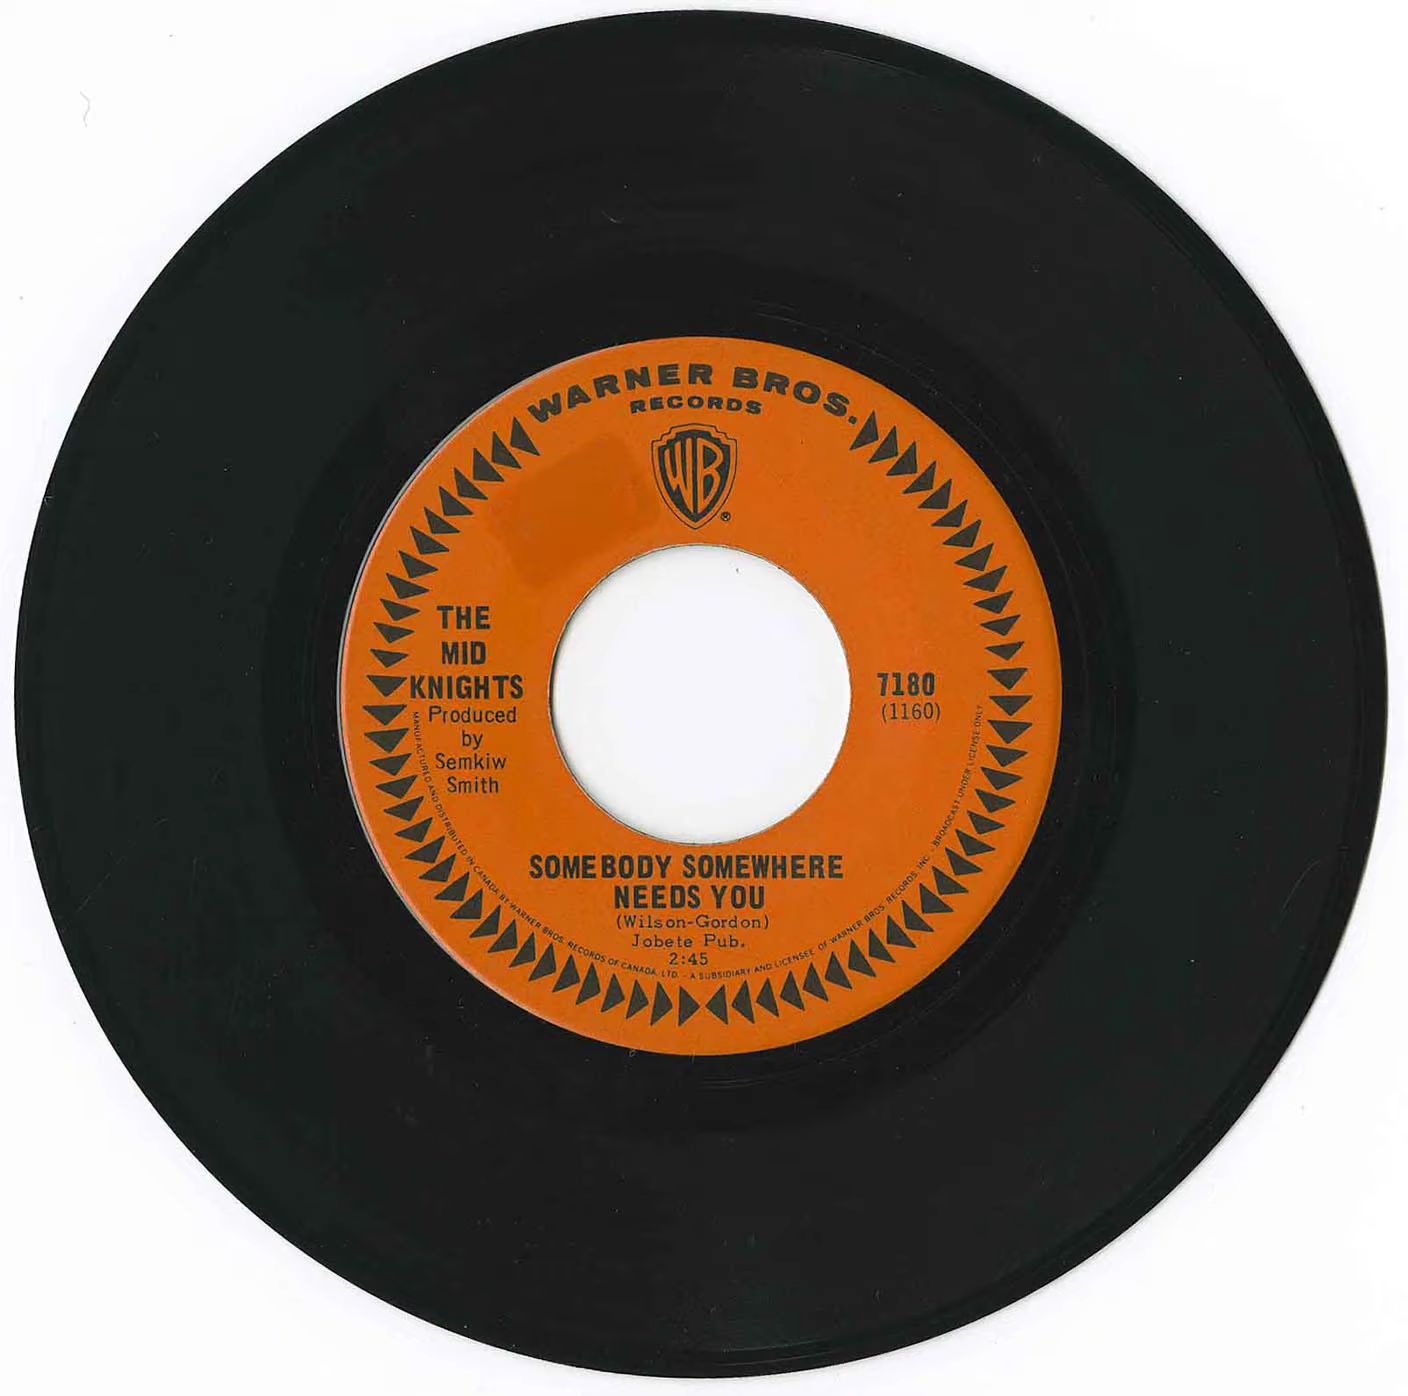 WARNER BROS.
RECORDS
WB
®
THE
MID
KNIGHTS
Produced
by
Semkiw
Smith
7180
(1160)
SOMEBODY SOMEWHERE
NEEDS YOU
(Wilson-Gordon)
Jobete Pub.
2:45
MANUFACTURED AND DISTRIBUTED IN CANADA BY WARNER BROS. RECORDS OF CANADA, LTD. - A SUBSIDIARY AND LICENSEE OF WARNER BROS. RECORDS, INC. - BROADCAST UNDER LICENSE ONLY